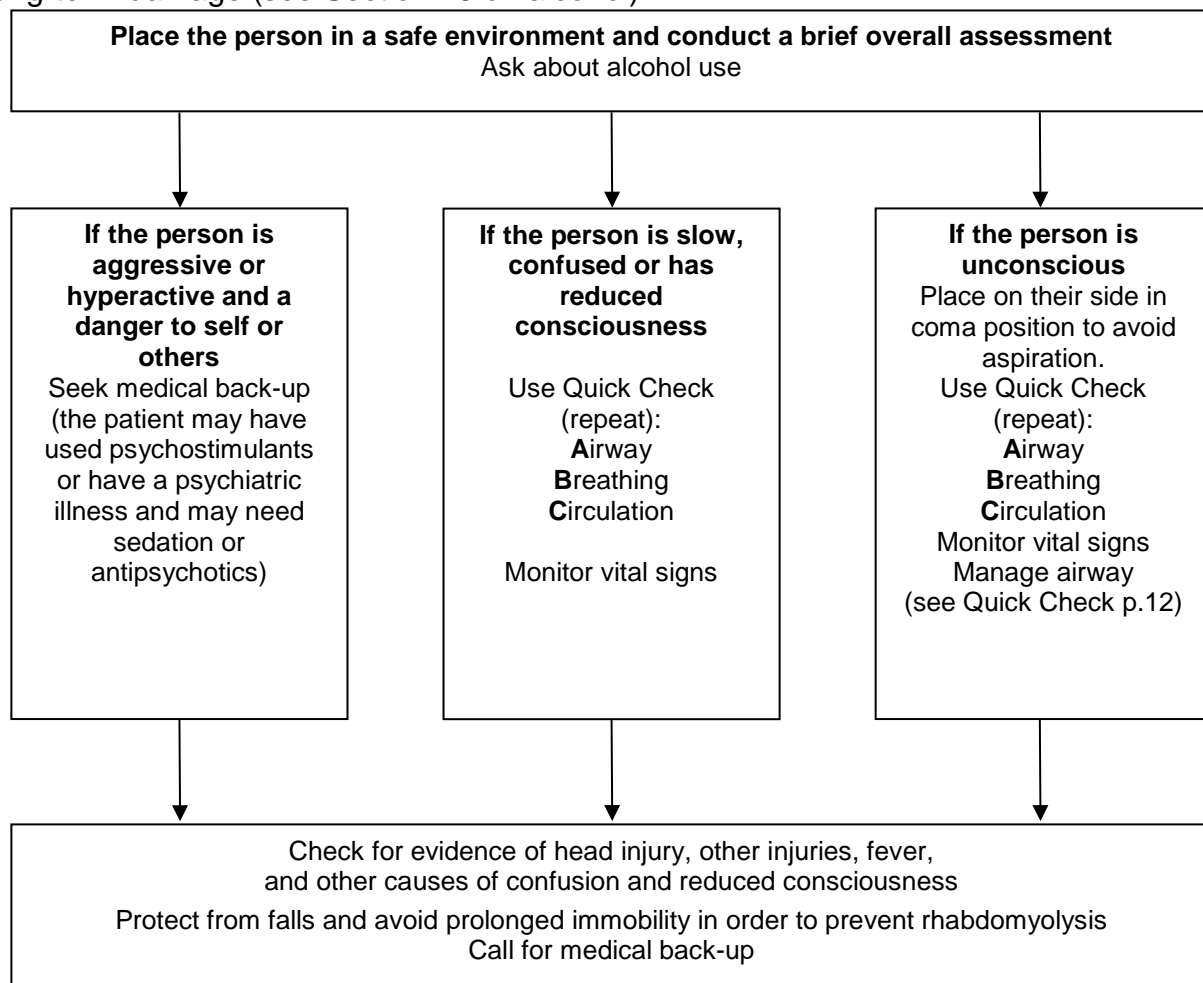 Place the person in a safe environment and conduct a brief overall assessment
Ask about alcohol use
If the person is
aggressive or
hyperactive and a
danger to self or
others
Seek medical back-up
(the patient may have
used psychostimulants
or have a psychiatric
illness and may need
sedation or
antipsychotics)
If the person is slow,
confused or has
reduced
consciousness
Use Quick Check
(repeat):
Airway
Breathing
Circulation
Monitor vital signs
If the person is
unconscious
Place on their side in
coma position to avoid
aspiration.
Use Quick Check
(repeat):
Airway
Breathing
Circulation
Monitor vital signs
Manage airway
(see Quick Check p.12)
Check for evidence of head injury, other injuries, fever,
and other causes of confusion and reduced consciousness
Protect from falls and avoid prolonged immobility in order to prevent rhabdomyolysis
Call for medical back-up